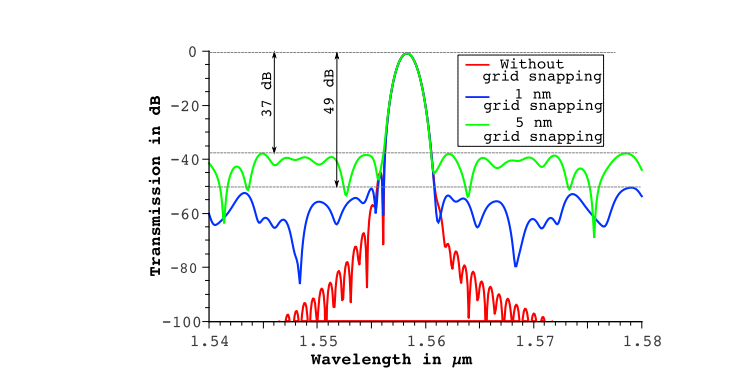 0
−20
−40
−60
−80
−100
Transmission in dB
37 dB
49 dB
Without
grid snapping
1 nm
grid snapping
5 nm
grid snapping
1.54
1.55
1.56
1.57
1.58
Wavelength in μm